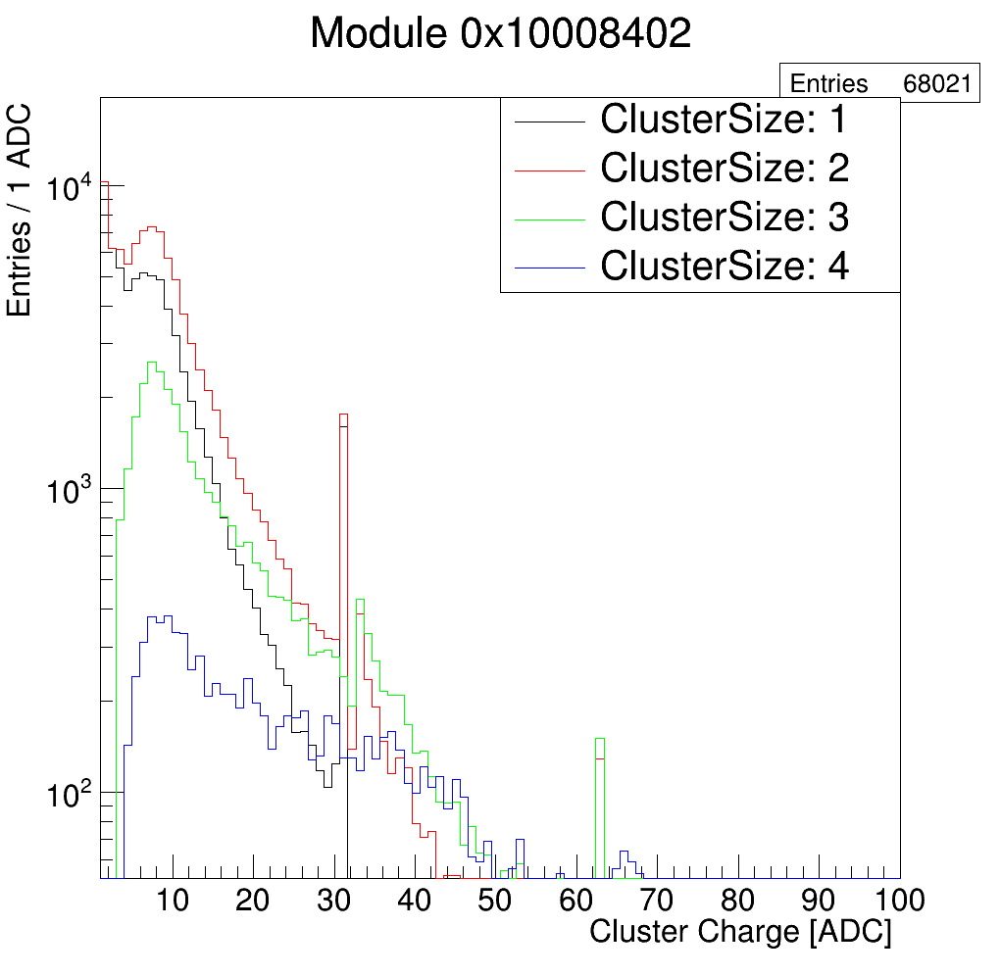 Module 0x10008402
Entries 68021
ClusterSize: 1
ClusterSize: 2
ClusterSize: 3
ClusterSize: 4
Entries / 1 ADC
10^4
10^3
10^2
10 20 30 40 50 60 70 80 90 100
Cluster Charge [ADC]